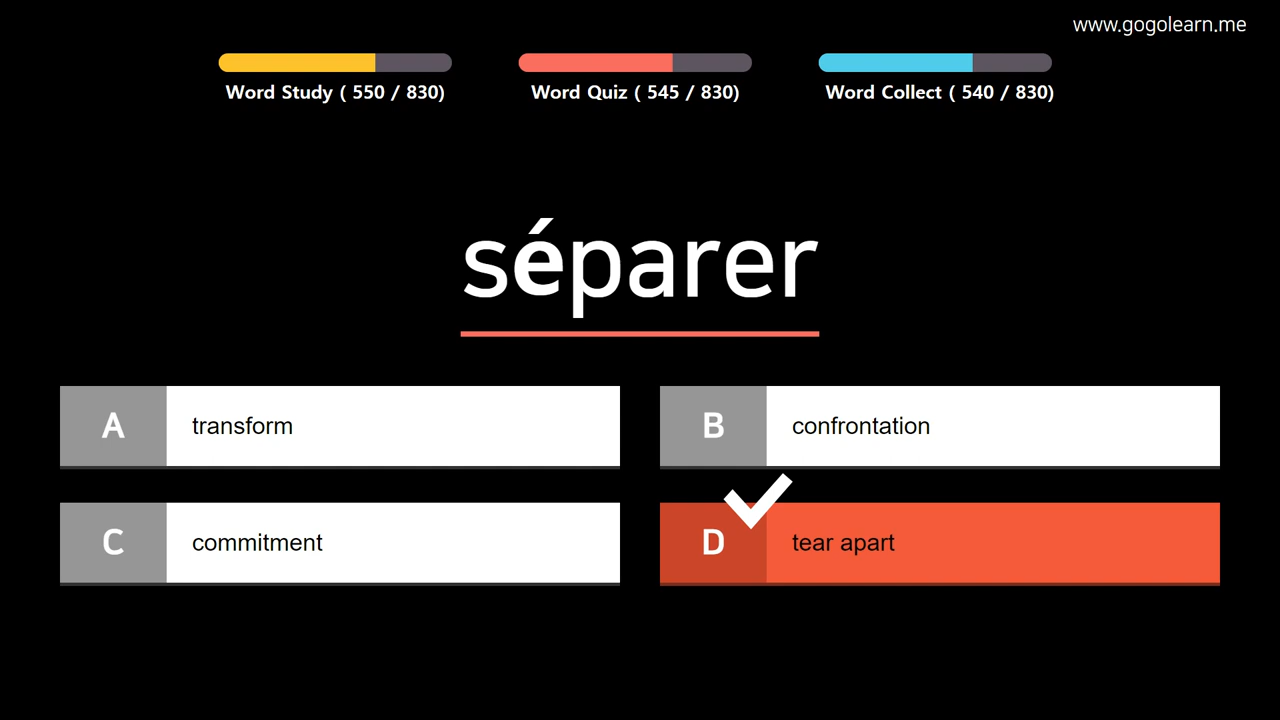 www.gogolearn.me
Word Study ( 550 / 830)
Word Quiz ( 545 / 830)
Word Collect ( 540 / 830)
séparer
A transform
B confrontation
C commitment
D tear apart